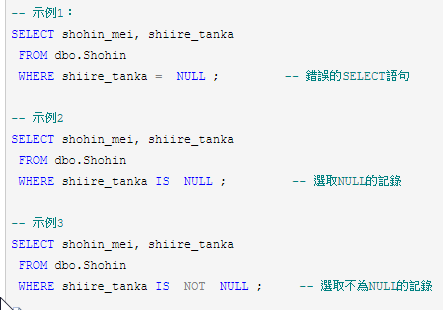 -- 示例1：
SELECT shohin_mei, shiire_tanka
FROM dbo.Shohin
WHERE shiire_tanka = NULL ; -- 錯誤的SELECT語句
-- 示例2
SELECT shohin_mei, shiire_tanka
FROM dbo.Shohin
WHERE shiire_tanka IS NULL ; -- 選取NULL的記錄
-- 示例3
SELECT shohin_mei, shiire_tanka
FROM dbo.Shohin
WHERE shiire_tanka IS NOT NULL ; -- 選取不為NULL的記錄